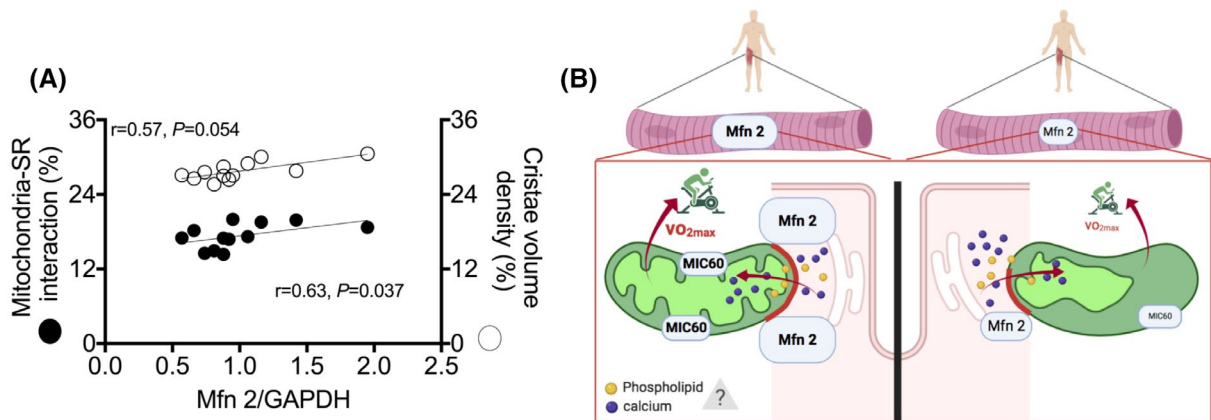 (A)
Mitochondria-SR
interaction (%)
36
24
12
0
r=0.57, P=0.054
r=0.63, P=0.037
36
24
12
0
Cristae volume
density (%)
0.0 0.5 1.0 1.5 2.0 2.5
Mfn 2/GAPDH
(B)
Mfn 2
Mfn 2
VO2max
Mfn 2
MIC60
MIC60
Mfn 2
Phospholipid
calcium
?
VO2max
Mfn 2
MIC60